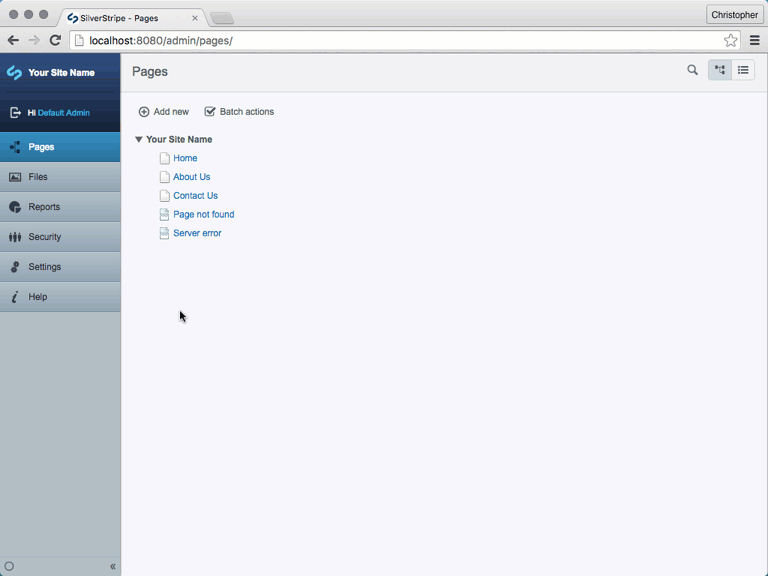 SilverStripe - Pages
Christopher
localhost:8080/admin/pages/
Your Site Name
Hi Default Admin
Pages
Files
Reports
Security
Settings
Help
Pages
Add new
Batch actions
Your Site Name
Home
About Us
Contact Us
Page not found
Server error